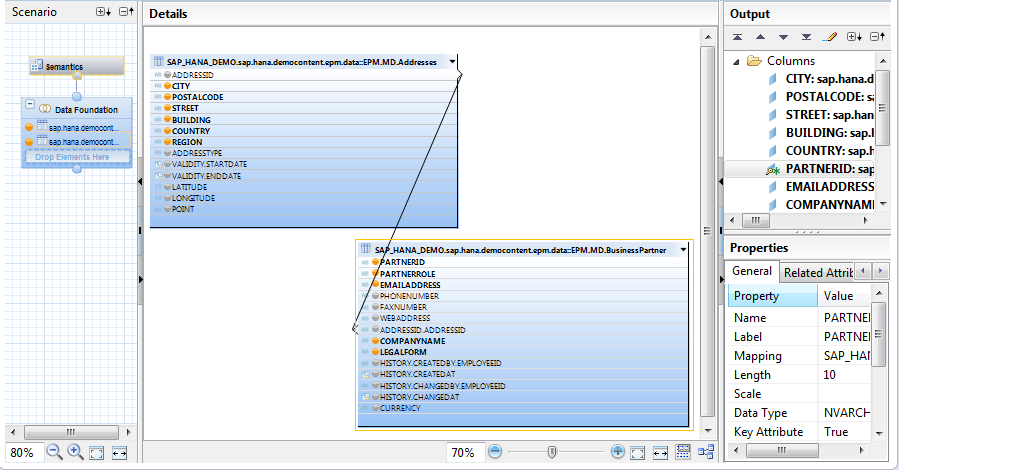 Scenario
Semantics
Data Foundation
sap.hana.democont...
sap.hana.democont...
Drop Elements Here
80%
Details
SAP_HANA_DEMO.sap.hana.democontent.epm.data::EPM.MD.Addresses
ADDRESSID
CITY
POSTALCODE
STREET
BUILDING
COUNTRY
REGION
ADDRESSTYPE
VALIDITY.STARTDATE
VALIDITY.ENDDATE
LATITUDE
LONGITUDE
POINT
SAP_HANA_DEMO.sap.hana.democontent.epm.data::EPM.MD.BusinessPartner
PARTNERID
PARTNERROLE
EMAILADDRESS
PHONENUMBER
FAXNUMBER
WEBADDRESS
ADDRESSID.ADDRESSID
COMPANYNAME
LEGALFORM
HISTORY.CREATEDBY.EMPLOYEEID
HISTORY.CREATEDAT
HISTORY.CHANGEDBY.EMPLOYEEID
HISTORY.CHANGEDAT
CURRENCY
70%
Output
Columns
CITY: sap.hana.d
POSTALCODE: sa
STREET: sap.han
BUILDING: sap.h
COUNTRY: sap.h
PARTNERID: sap
EMAILADDRESS
COMPANYNAM
Properties
General Related Attrib
Property Value
Name PARTNE
Label PARTNE
Mapping SAP_HA
Length 10
Scale
Data Type NVARCH
Key Attribute True